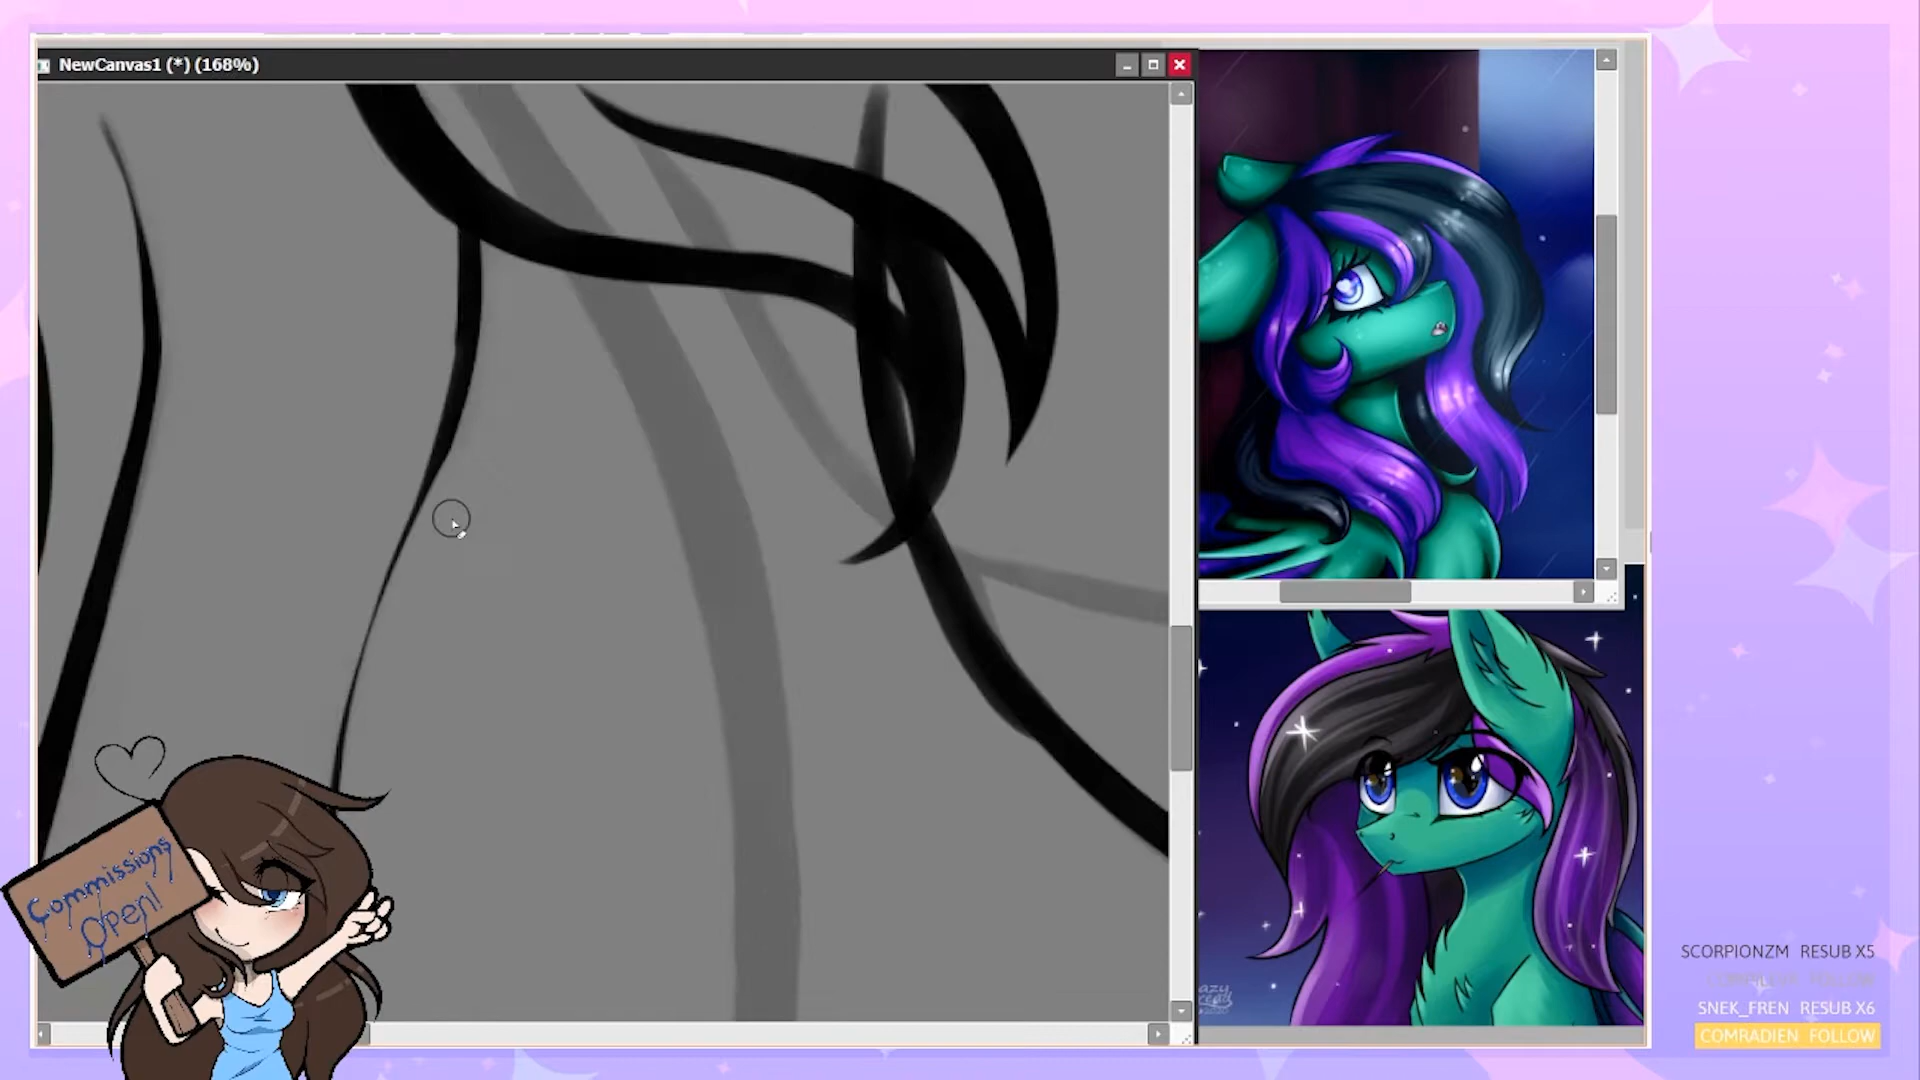 NewCanvas1 (*) (168%)
Commissions
Open!
SCORPIONZM RESUB X5
SNEK_FREN RESUB X6
COMRADIEN FOLLOW